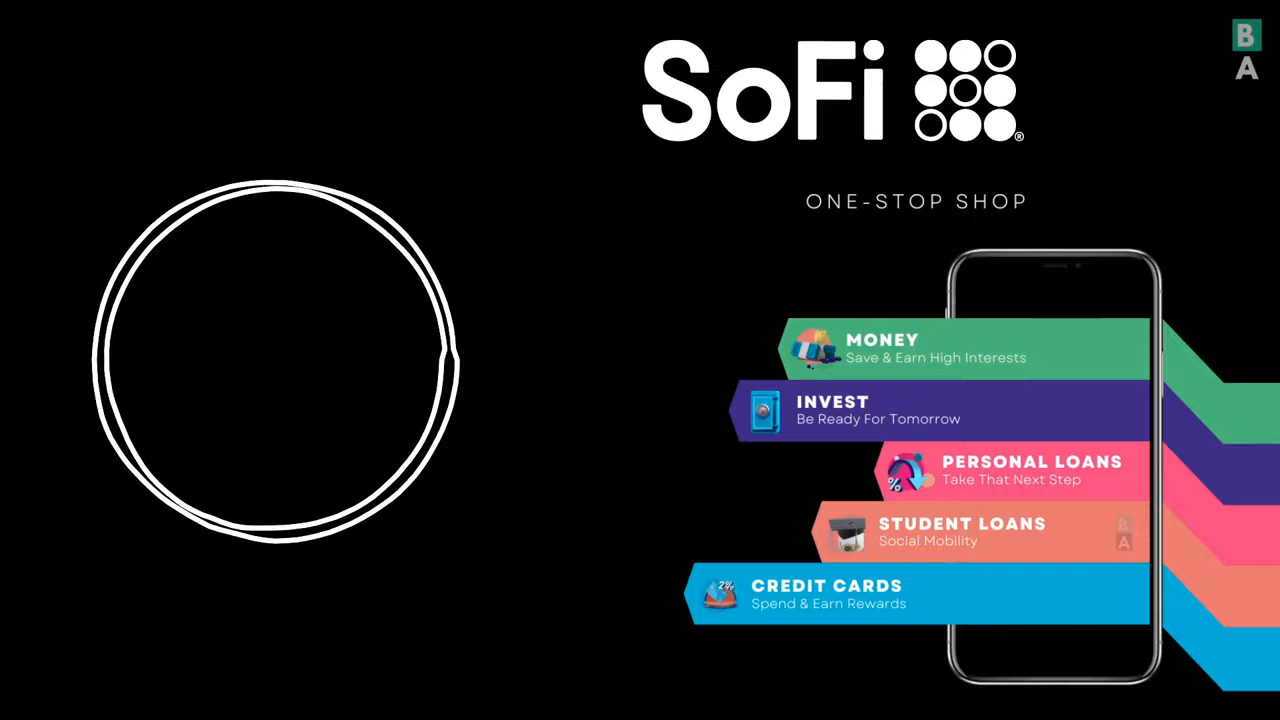 SoFi
®
B
A
ONE-STOP SHOP
MONEY
Save & Earn High Interests
INVEST
Be Ready For Tomorrow
%
PERSONAL LOANS
Take That Next Step
STUDENT LOANS
Social Mobility
B
A
2%
CREDIT CARDS
Spend & Earn Rewards